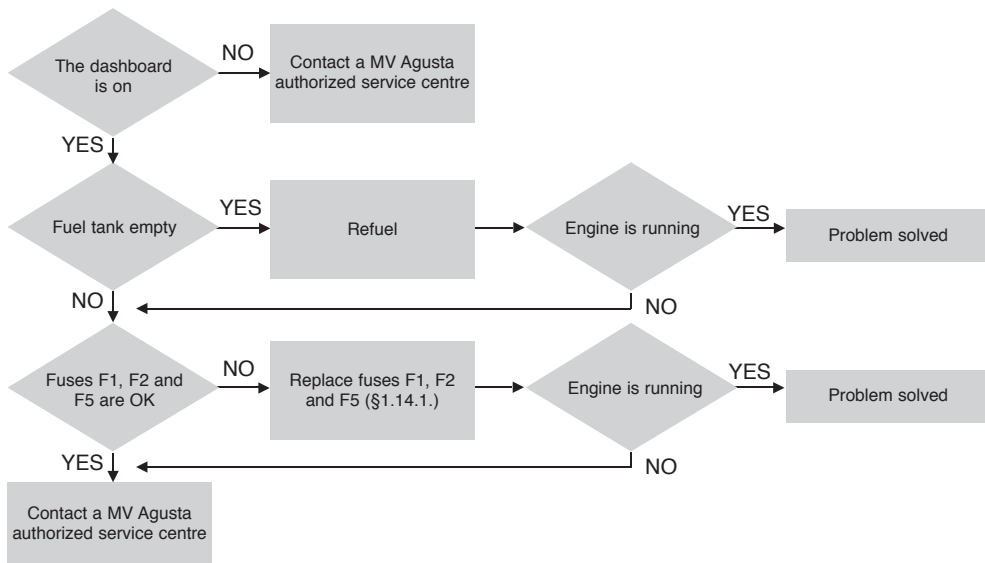 The dashboard
is on
NO
Contact a MV Agusta
authorized service centre
YES
Fuel tank empty
YES
Refuel
Engine is running
YES
Problem solved
NO
NO
Fuses F1, F2 and
F5 are OK
NO
Replace fuses F1, F2
and F5 (§1.14.1.)
Engine is running
YES
Problem solved
YES
NO
Contact a MV Agusta
authorized service centre